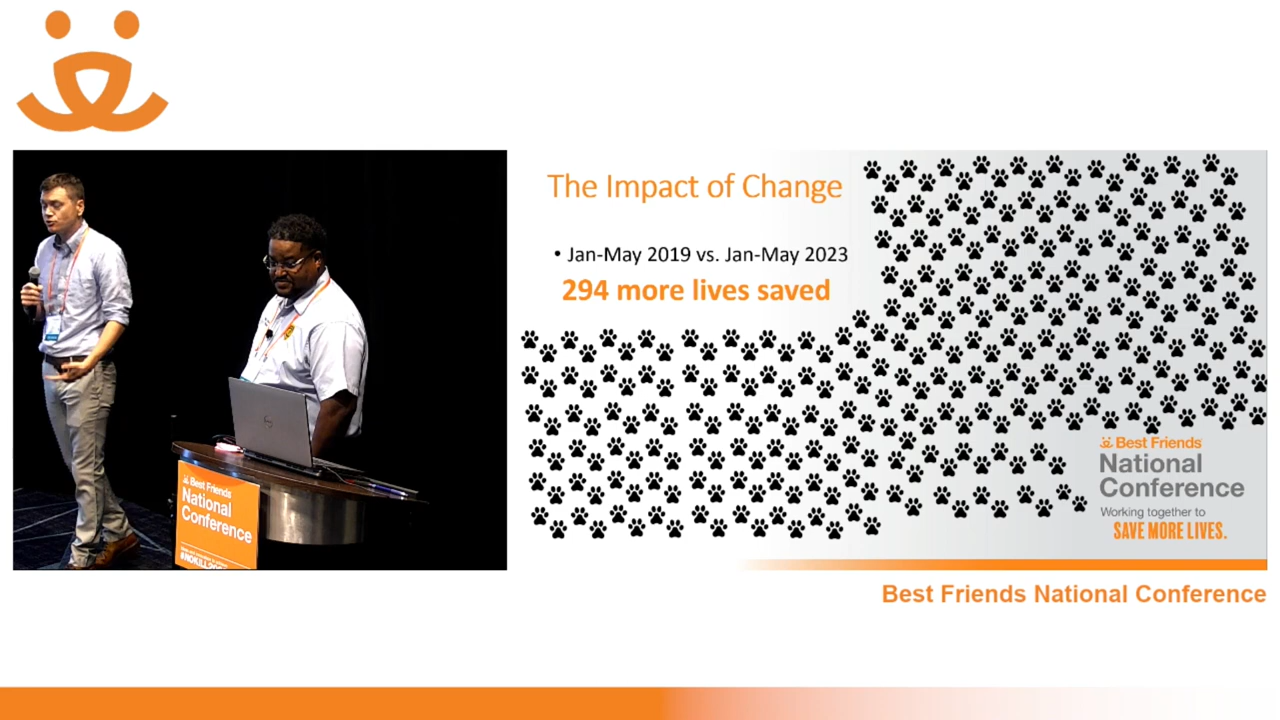 The Impact of Change
• Jan-May 2019 vs. Jan-May 2023
294 more lives saved
Best Friends
National
Conference
Working together to
SAVE MORE LIVES.
Best Friends
National
Conference
Best Friends National Conference